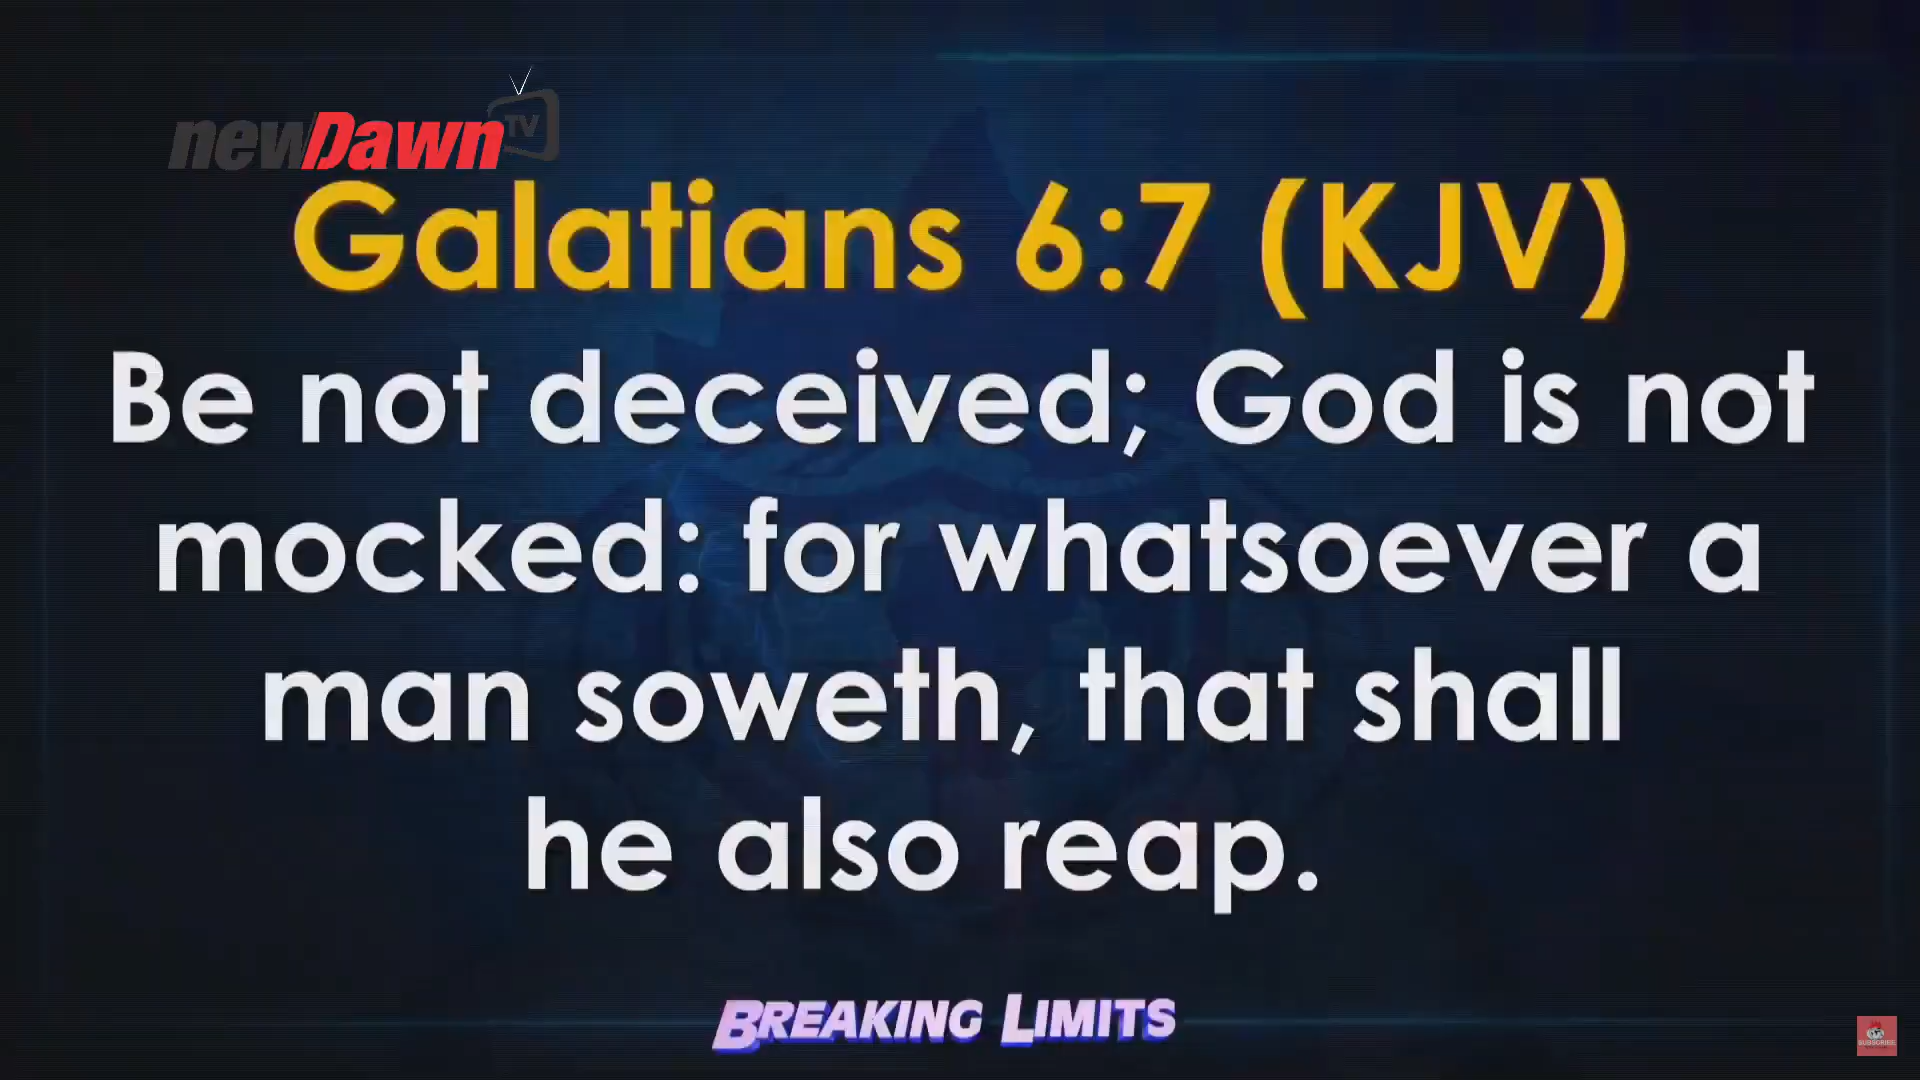 newDawn TV
Galatians 6:7 (KJV)
Be not deceived; God is not
mocked: for whatsoever a
man soweth, that shall
he also reap.
BREAKING LIMITS
SUBSCRIBE